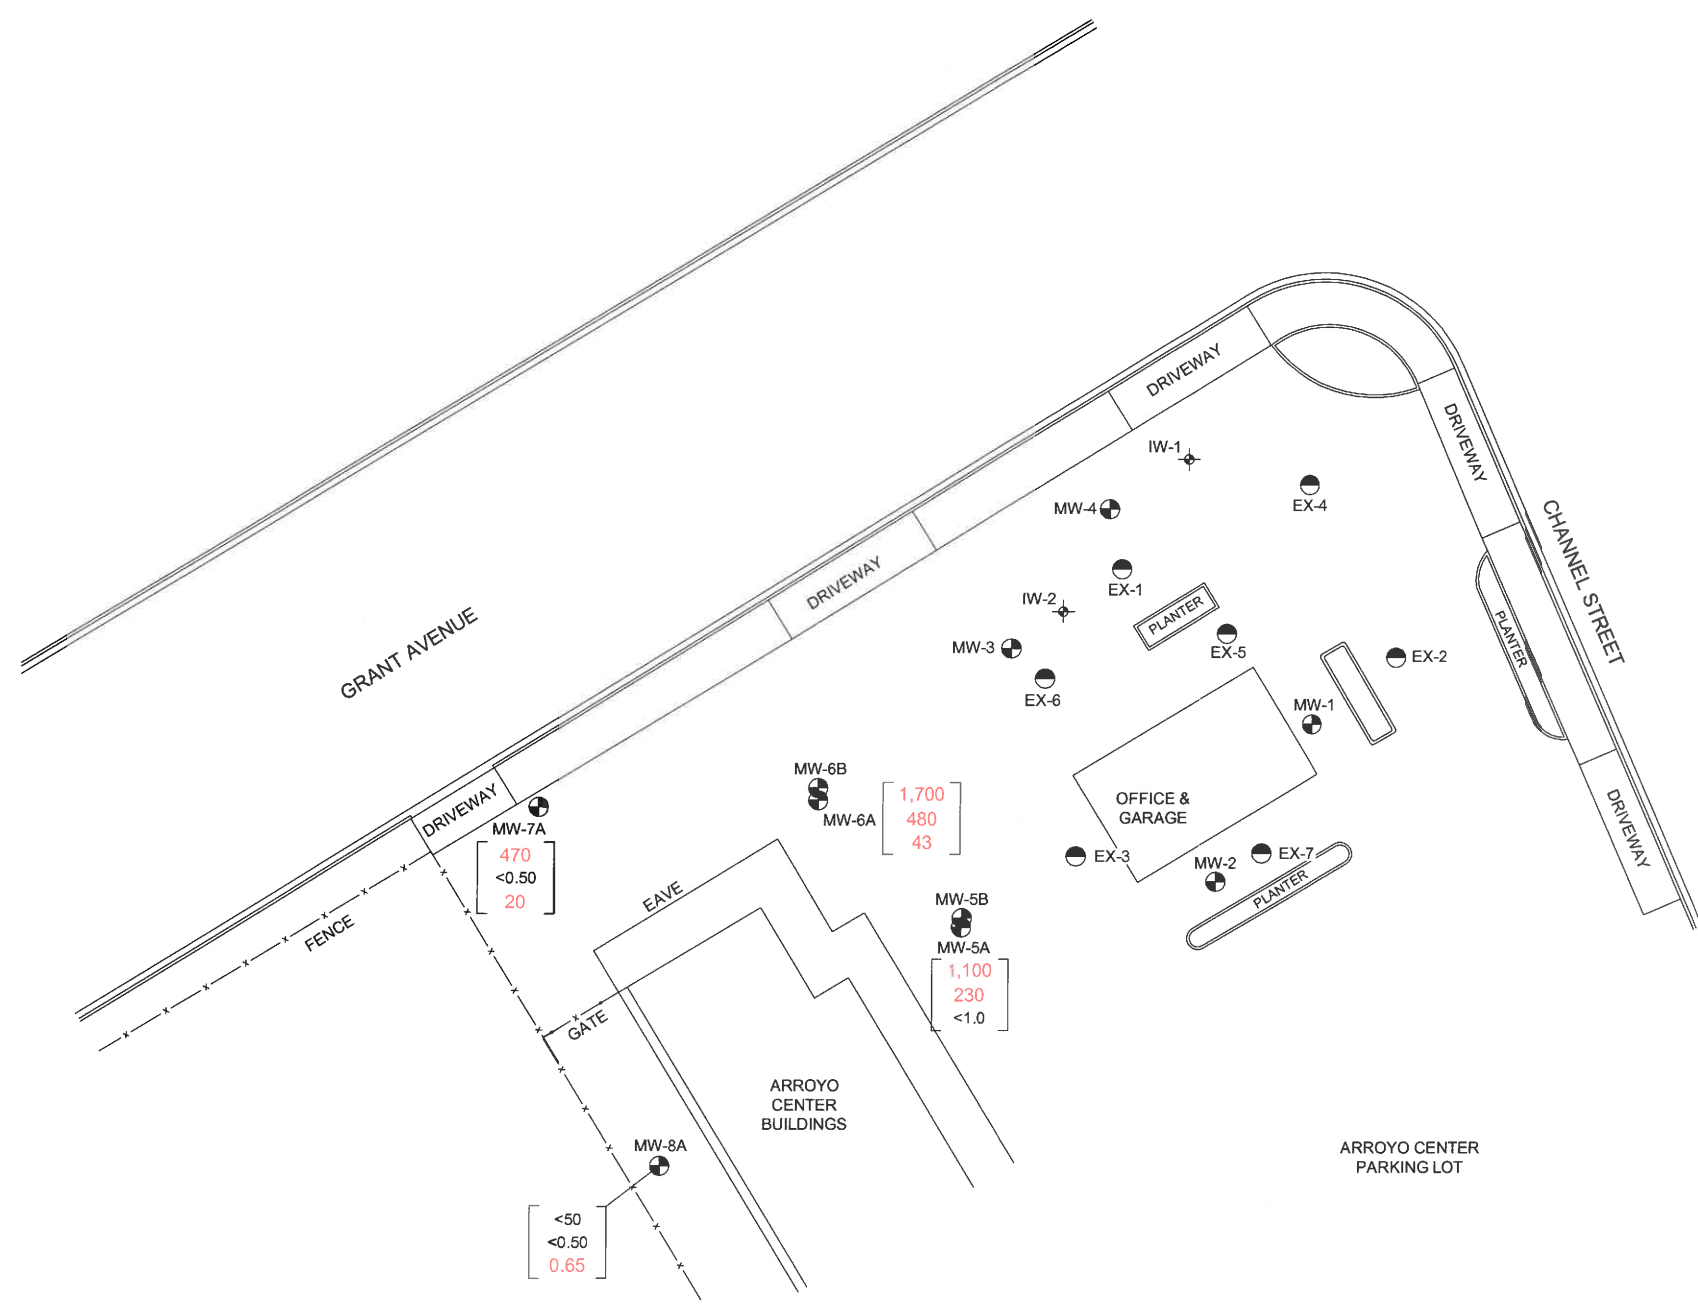 DRIVEWAY
IW-1
DRIVEWAY
EX-4
MW-4
CHANNEL STREET
DRIVEWAY
EX-1
IW-2
PLANTER
PLANTER
GRANT AVENUE
MW-3
EX-5
EX-2
EX-6
MW-1
MW-6B
MW-6A
1,700
480
43
OFFICE &
GARAGE
DRIVEWAY
DRIVEWAY
MW-7A
470
<0.50
20
EX-3
EX-7
MW-2
PLANTER
EAVE
MW-5B
MW-5A
1,100
230
<1.0
FENCE
GATE
ARROYO
CENTER
BUILDINGS
MW-8A
<50
<0.50
0.65
ARROYO CENTER
PARKING LOT